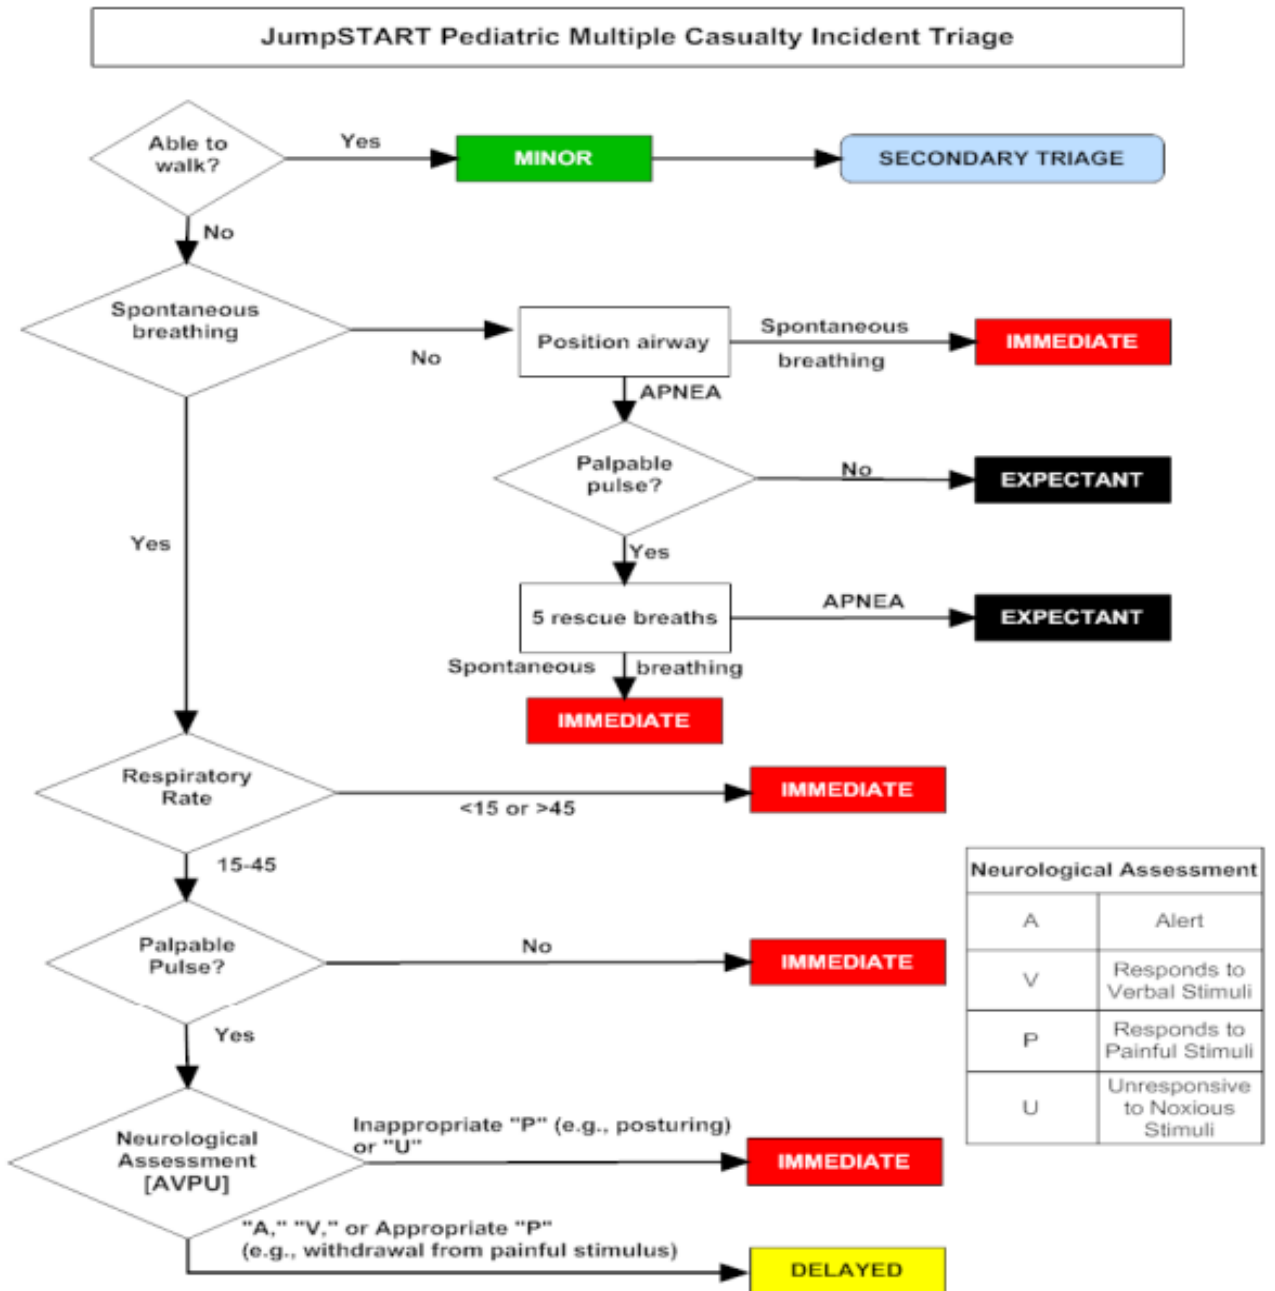 JumpSTART Pediatric Multiple Casualty Incident Triage
Able to
walk?
Yes
MINOR
SECONDARY TRIAGE
No
Spontaneous
breathing
No
Position airway
Spontaneous
breathing
IMMEDIATE
APNEA
Palpable
pulse?
No
EXPECTANT
Yes
Yes
5 rescue breaths
APNEA
EXPECTANT
Spontaneous breathing
IMMEDIATE
Respiratory
Rate
<15 or >45
IMMEDIATE
15-45
Palpable
Pulse?
No
IMMEDIATE
Yes
Neurological
Assessment
[AVPU]
Inappropriate "P" (e.g., posturing)
or "U"
IMMEDIATE
"A," "V," or Appropriate "P"
(e.g., withdrawal from painful stimulus)
DELAYED
Neurological Assessment
A Alert
V Responds to
Verbal Stimuli
P Responds to
Painful Stimuli
U Unresponsive
to Noxious
Stimuli